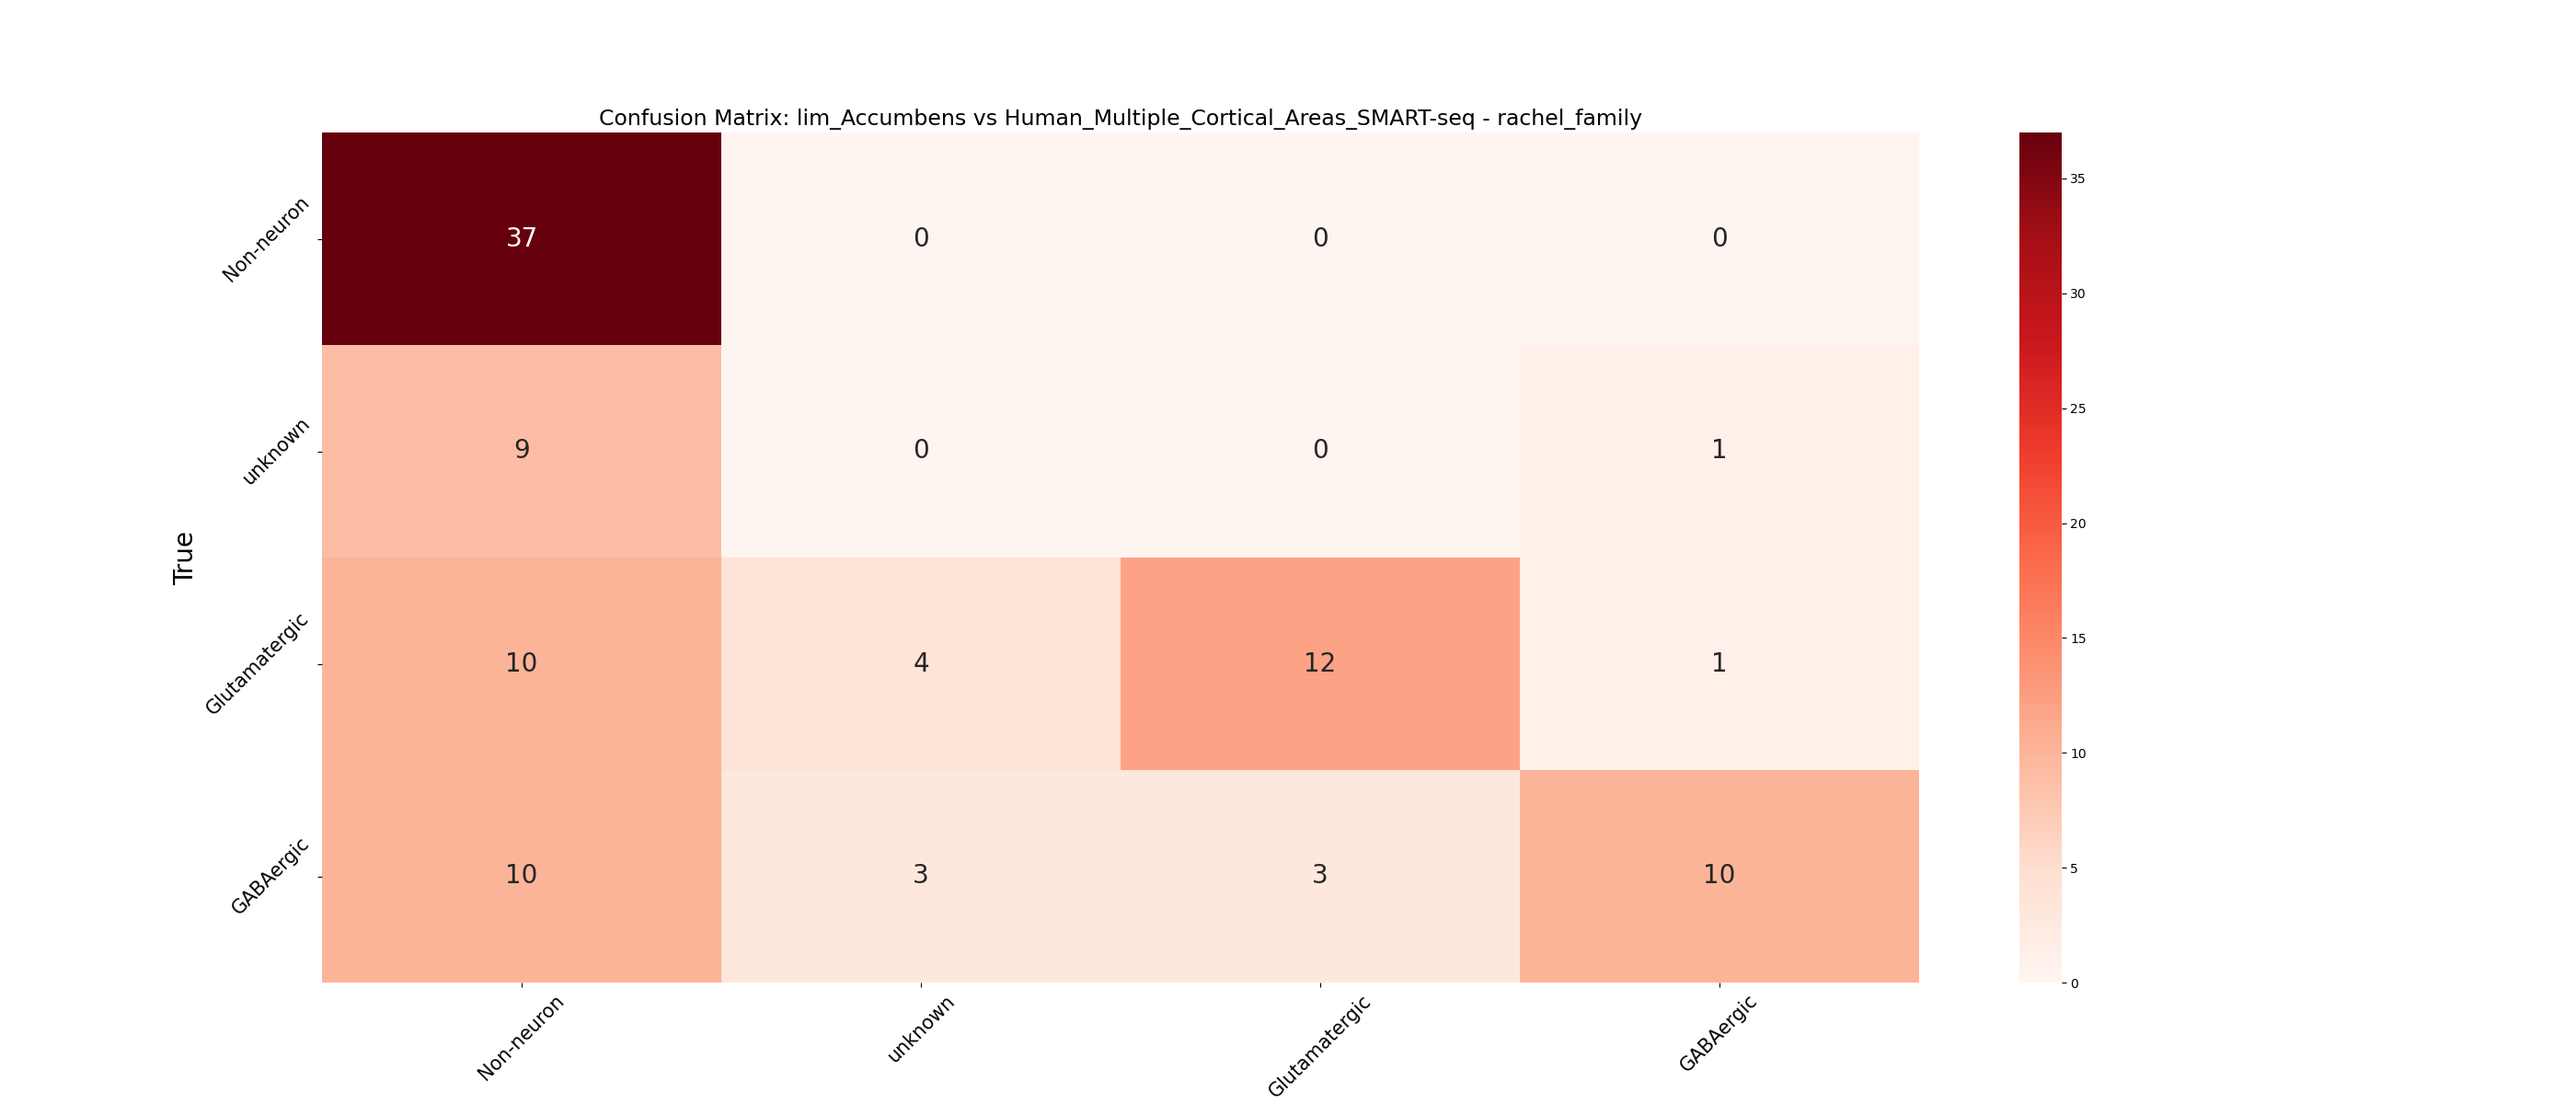 Confusion Matrix: lim_Accumbens vs Human_Multiple_Cortical_Areas_SMART-seq - rachel_family
True
Non-neuron
37 0 0 0
unknown
9 0 0 1
Glutamatergic
10 4 12 1
GABAergic
10 3 3 10
Non-neuron unknown Glutamatergic GABAergic
35
30
25
20
15
10
5
0